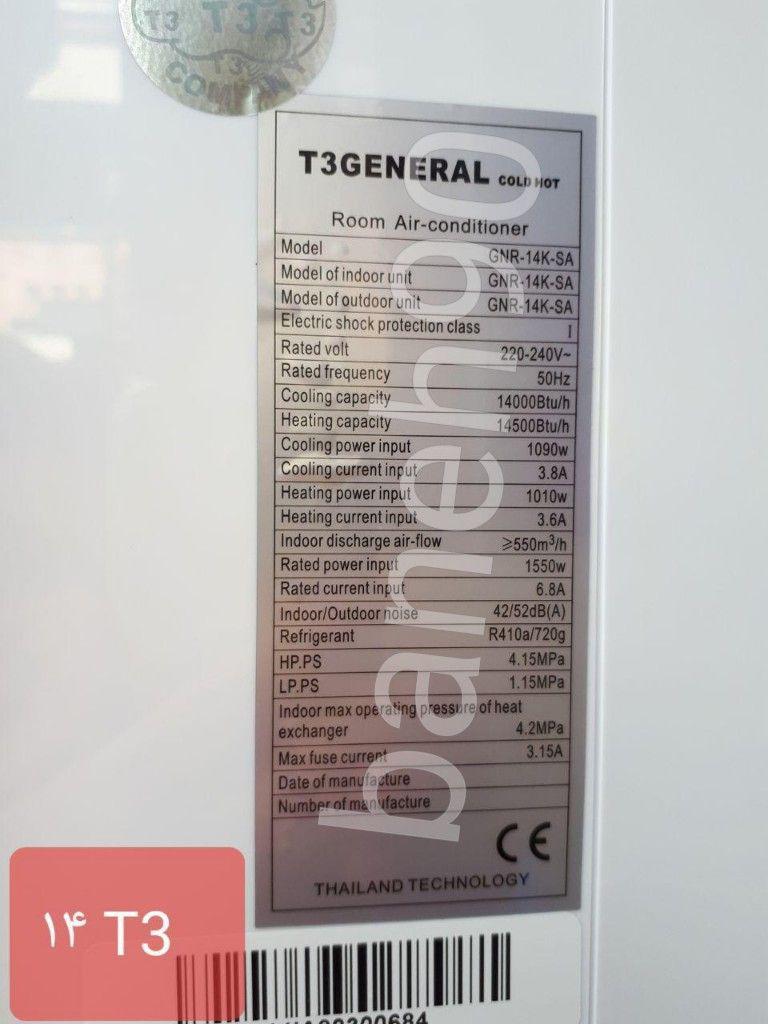 T3 T3 T3
T3
COMPANY
T3GENERAL COLD HOT
Room Air-conditioner
Model GNR-14K-SA
Model of indoor unit GNR-14K-SA
Model of outdoor unit GNR-14K-SA
Electric shock protection class I
Rated volt 220-240V~
Rated frequency 50Hz
Cooling capacity 14000Btu/h
Heating capacity 14500Btu/h
Cooling power input 1090w
Cooling current input 3.8A
Heating power input 1010w
Heating current input 3.6A
Indoor discharge air-flow ≥550m³/h
Rated power input 1550w
Rated current input 6.8A
Indoor/Outdoor noise 42/52dB(A)
Refrigerant R410a/720g
HP.PS 4.15MPa
LP.PS 1.15MPa
Indoor max operating pressure of heat
exchanger 4.2MPa
Max fuse current 3.15A
Date of manufacture
Number of manufacture
CE
THAILAND TECHNOLOGY
baneh90
۱۴ T3